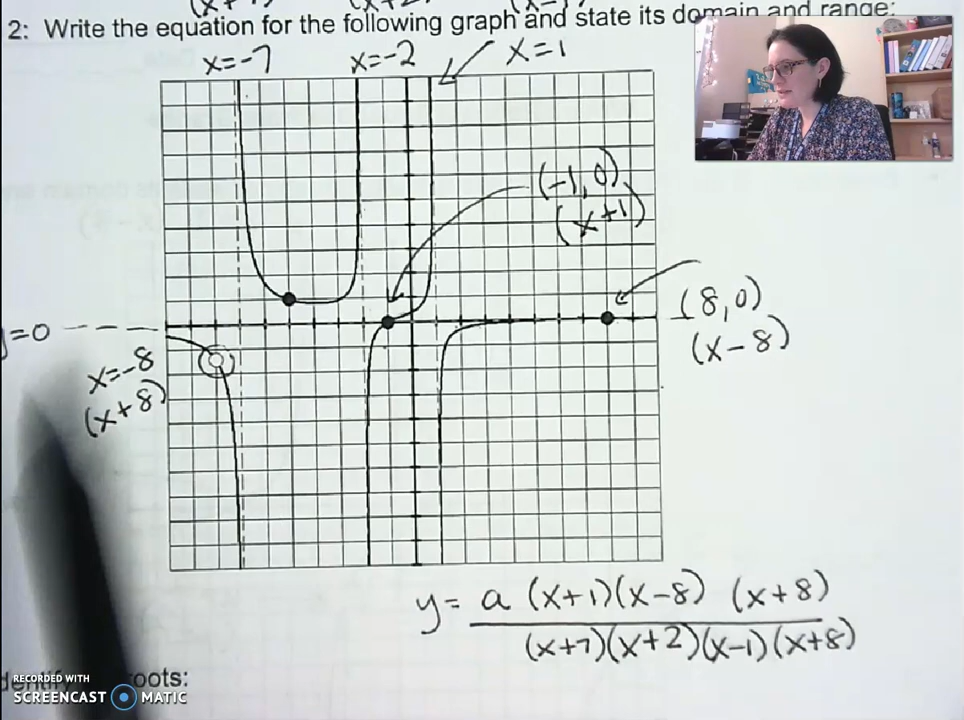 2: Write the equation for the following graph and state its domain and range:
x=-7 x=-2 x=1
(-1,0)
(x+1)
(8,0)
(x-8)
y=0
x=-8
(x+8)
y= a (x+1)(x-8) (x+8)
(x+7)(x+2)(x-1)(x+8)
roots:
RECORDED WITH
SCREENCAST MATIC